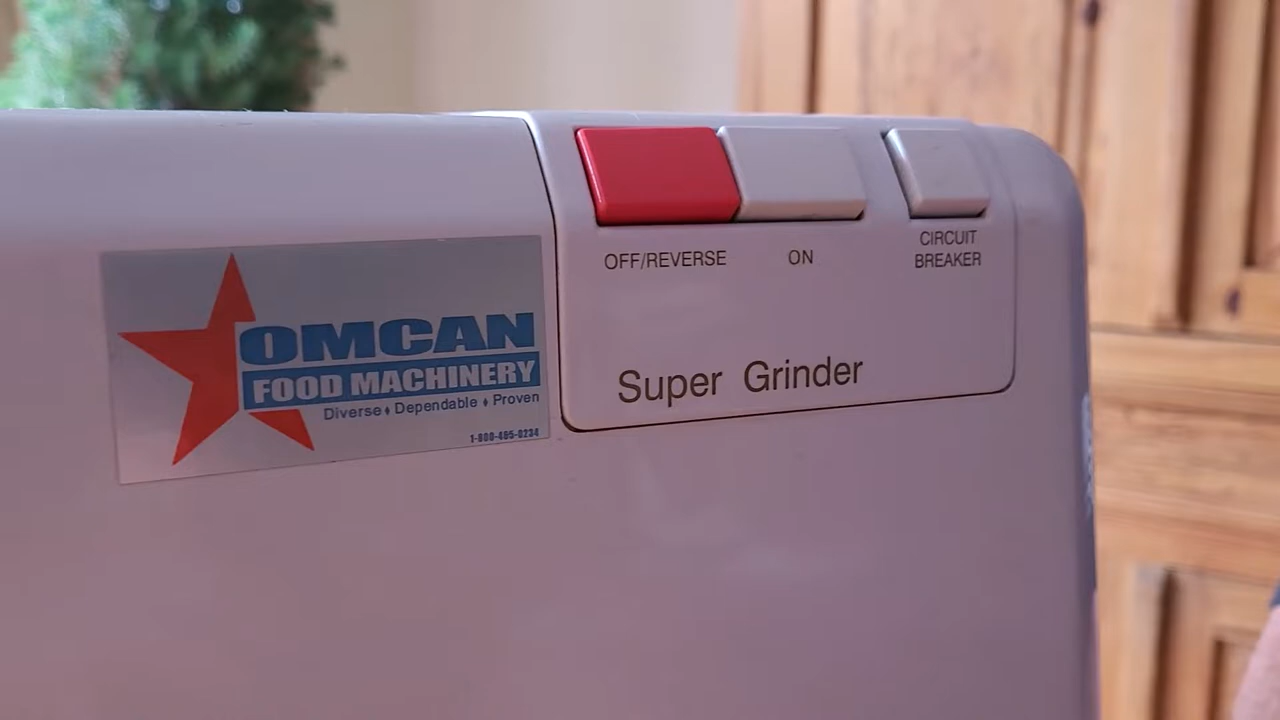 OMCAN
FOOD MACHINERY
Diverse ♦ Dependable ♦ Proven
1-800-465-0234
OFF/REVERSE
ON
CIRCUIT
BREAKER
Super Grinder